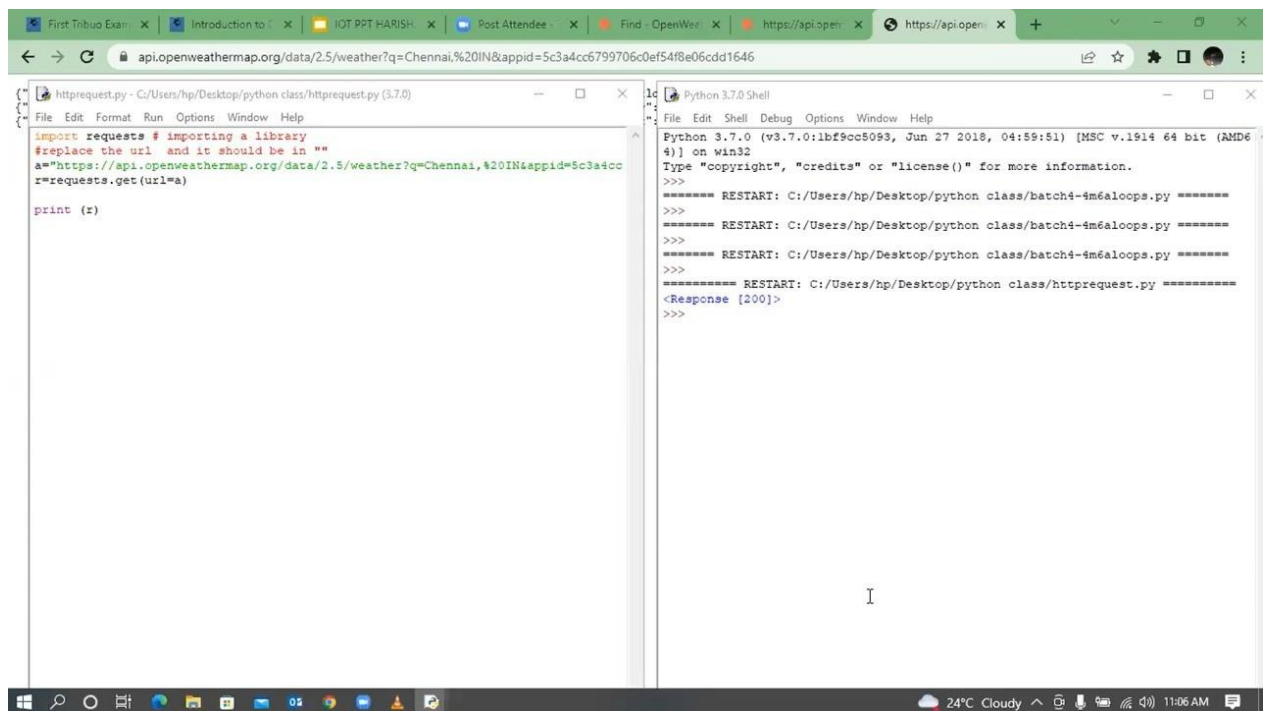 First Tribuo Exam
Introduction to C
IOT PPT HARISH.
Post Attendee -
Find - OpenWea
https://api.open
https://api.open
api.openweathermap.org/data/2.5/weather?q=Chennai,%20IN&appid=5c3a4cc6799706c0ef54f8e06cdd1646
httprequest.py - C:/Users/hp/Desktop/python class/httprequest.py (3.7.0)
File Edit Format Run Options Window Help
import requests # importing a library
#replace the url and it should be in ""
a="https://api.openweathermap.org/data/2.5/weather?q=Chennai,%20IN&appid=5c3a4cc
r=requests.get(url=a)
print (r)
Python 3.7.0 Shell
File Edit Shell Debug Options Window Help
Python 3.7.0 (v3.7.0:1bf9cc5093, Jun 27 2018, 04:59:51) [MSC v.1914 64 bit (AMD6
4)] on win32
Type "copyright", "credits" or "license()" for more information.
>>>
======= RESTART: C:/Users/hp/Desktop/python class/batch4-4m6aloops.py =======
>>>
======= RESTART: C:/Users/hp/Desktop/python class/batch4-4m6aloops.py =======
>>>
======= RESTART: C:/Users/hp/Desktop/python class/batch4-4m6aloops.py =======
>>>
========== RESTART: C:/Users/hp/Desktop/python class/httprequest.py ==========
<Response [200]>
>>>
24°C Cloudy
11:06 AM